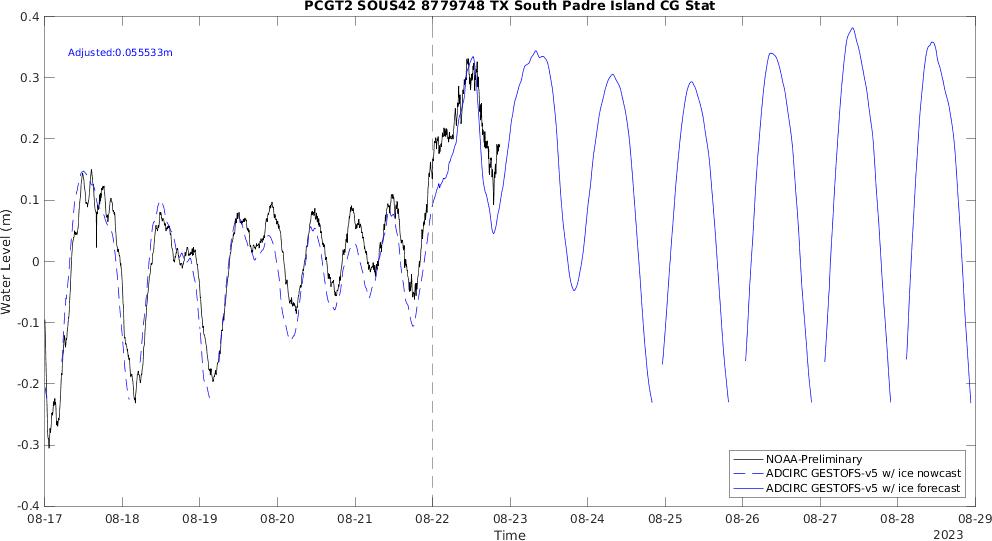 PCGT2 SOUS42 8779748 TX South Padre Island CG Stat
Adjusted:0.055533m
0.4
0.3
0.2
0.1
0
-0.1
-0.2
-0.3
-0.4
Water Level (m)
NOAA-Preliminary
ADCIRC GESTOFS-v5 w/ ice nowcast
ADCIRC GESTOFS-v5 w/ ice forecast
08-17 08-18 08-19 08-20 08-21 08-22 08-23 08-24 08-25 08-26 08-27 08-28 08-29
Time
2023